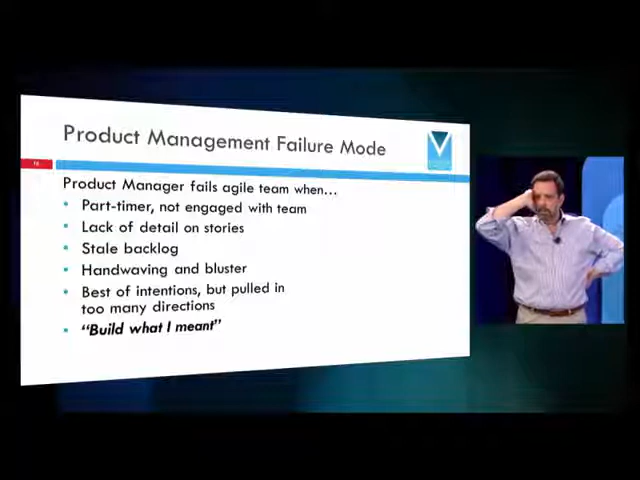 Product Management Failure Mode
Product Manager fails agile team when...
• Part-timer, not engaged with team
• Lack of detail on stories
• Stale backlog
• Handwaving and bluster
• Best of intentions, but pulled in
too many directions
• “Build what I meant”